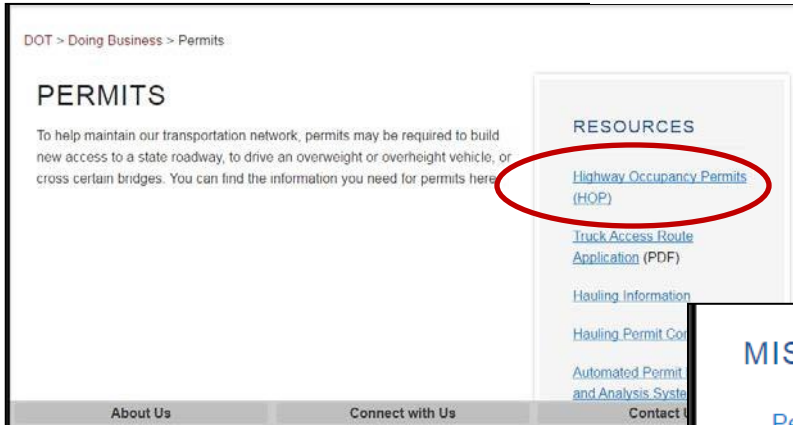 DOT > Doing Business > Permits
PERMITS
To help maintain our transportation network, permits may be required to build
new access to a state roadway, to drive an overweight or overheight vehicle, or
cross certain bridges. You can find the information you need for permits here
RESOURCES
Highway Occupancy Permits
(HOP)
Truck Access Route
Application (PDF)
Hauling Information
Hauling Permit
Automated Permit
and Analysis
About Us
Connect with Us
Contact